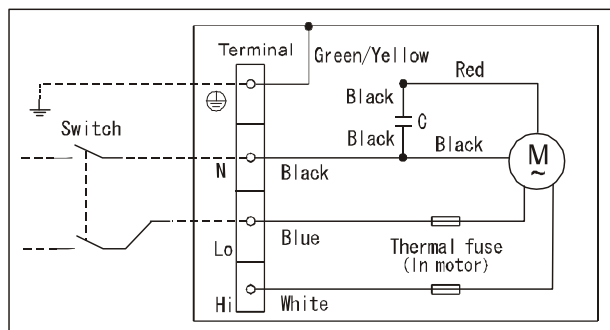 Terminal
Green/Yellow
Red
Black
C
Black
Switch
Black
M
~
N
Black
Lo
Blue
Thermal fuse
(In motor)
Hi
White